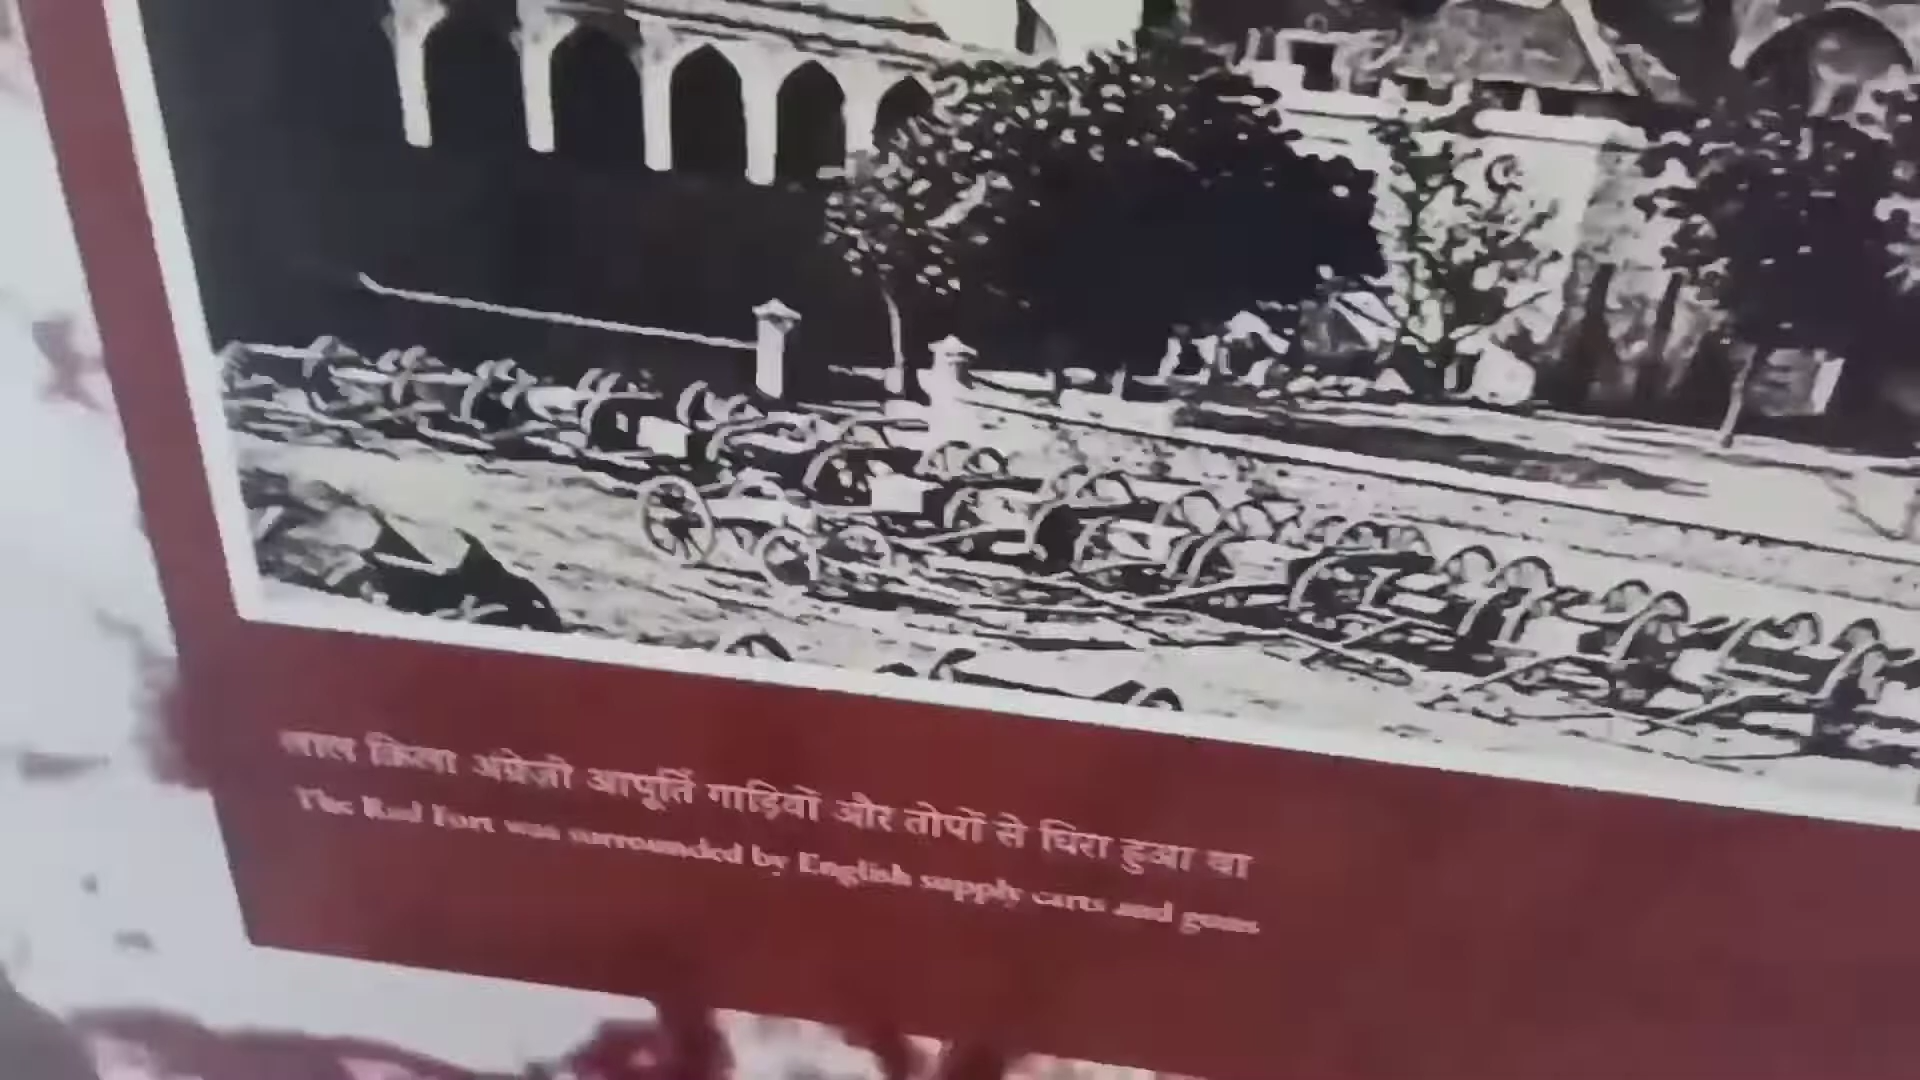 लाल क़िला अंग्रेज़ी आपूर्ति गाड़ियों और तोपों से घिरा हुआ था
The Red Fort was surrounded by English supply carts and guns